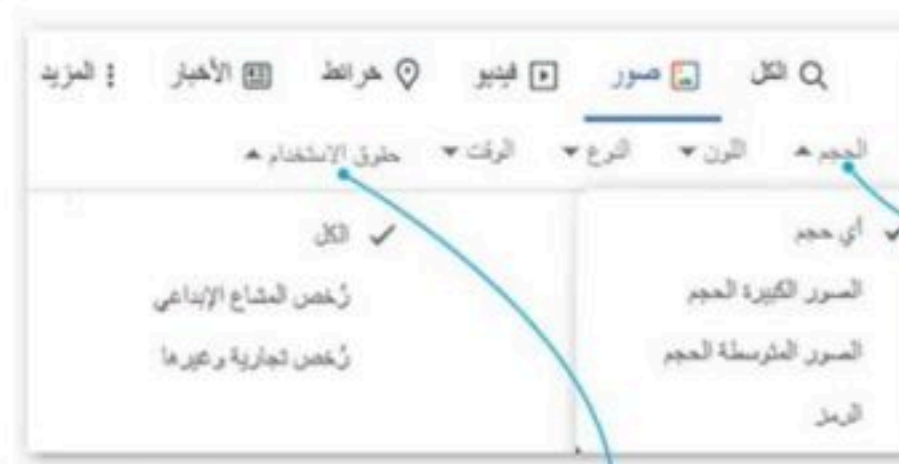 الكل صور فيديو خرائط الأخبار المزيد
الحجم اللون النوع الوقت حقوق الاستخدام
أي حجم
الصور الكبيرة الحجم
الصور المتوسطة الحجم
الرمز
الكل
رُخص المشاع الإبداعي
رُخص تجارية وغيرها